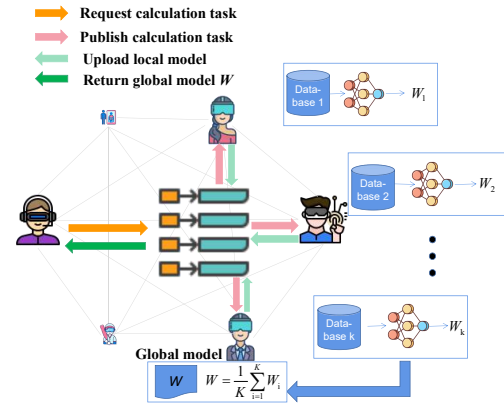 Request calculation task
Publish calculation task
Upload local model
Return global model W
Data-
base 1
W₁
Data-
base 2
W₂
Data-
base k
Wₖ
Global model
W
W = 1/K ∑_{i=1}^{K} W_i